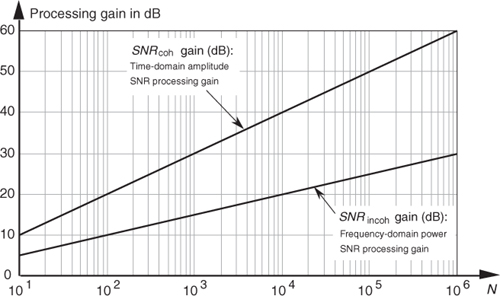 Processing gain in dB
60
50
40
30
20
10
0
SNRcoh gain (dB):
Time-domain amplitude
SNR processing gain
SNRincoh gain (dB):
Frequency-domain power
SNR processing gain
10^1
10^2
10^3
10^4
10^5
10^6
N